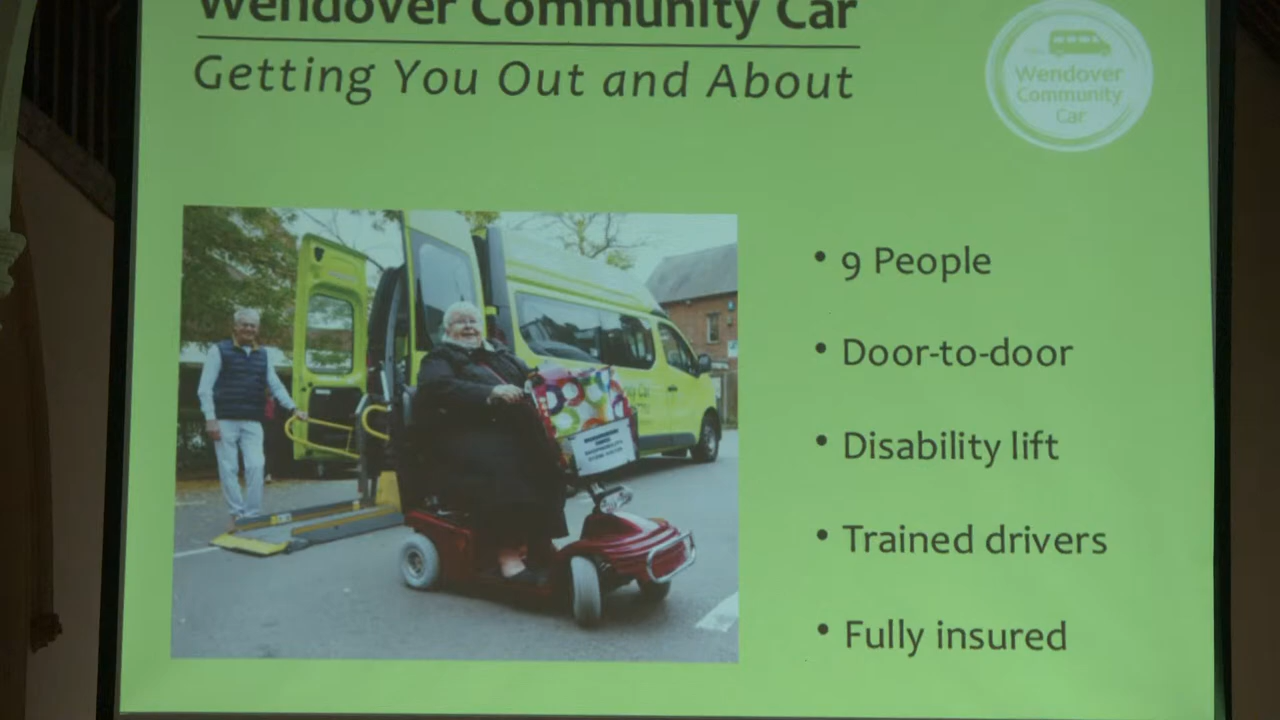 Wendover Community Car
Getting You Out and About
Wendover
Community
Car
• 9 People
• Door-to-door
• Disability lift
• Trained drivers
• Fully insured